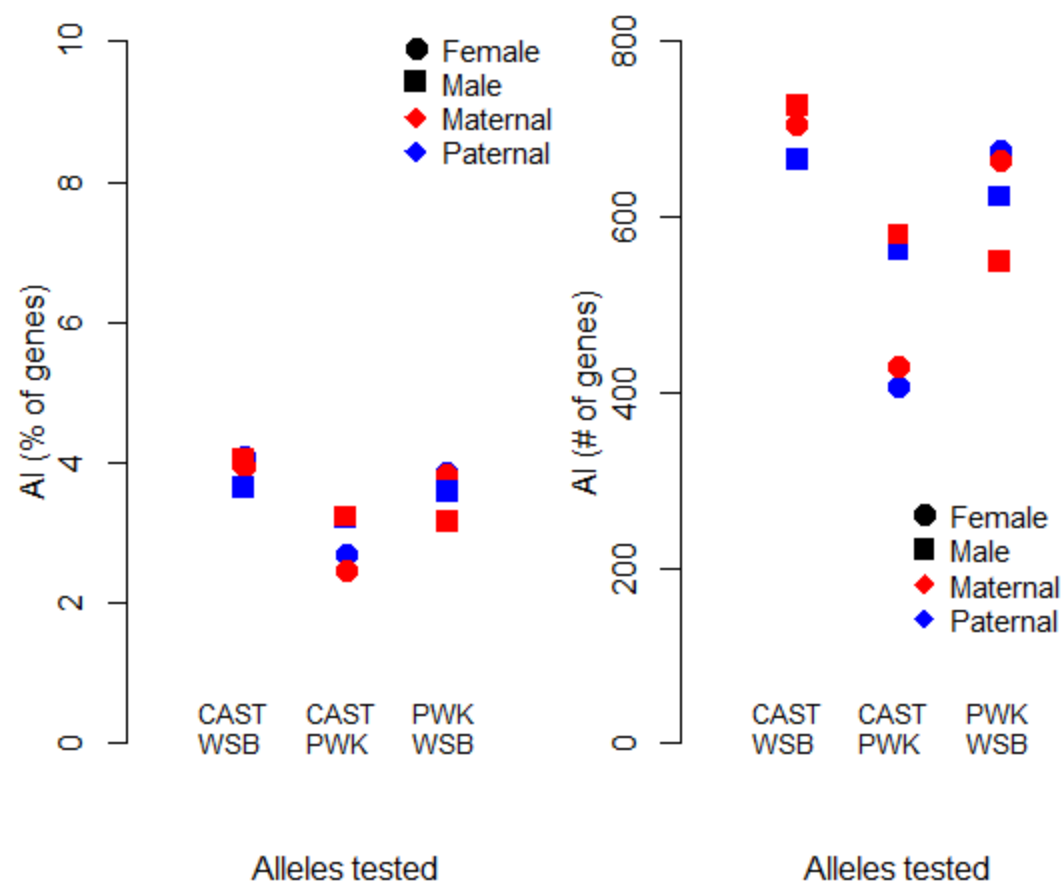 10
8
6
4
2
0
AI (% of genes)
Female
Male
Maternal
Paternal
CAST CAST PWK
WSB PWK WSB
Alleles tested
800
600
400
200
0
AI (# of genes)
Female
Male
Maternal
Paternal
CAST CAST PWK
WSB PWK WSB
Alleles tested